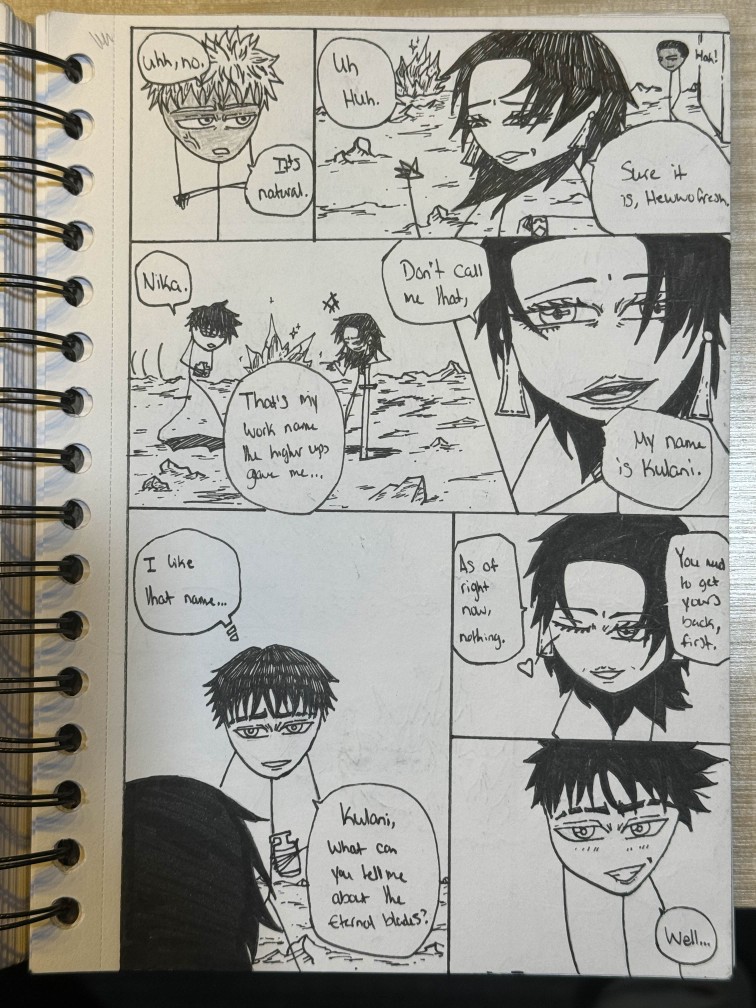 Uhh, no.
It's
natural.
Uh
Huh.
Hah!
Sure it
is, Hewwo Gresh.
Nika.
That's my
work name
the higher ups
gave me...
Don't call
me that,
My name
is Kulani.
I like
that name...
Kulani,
What can
you tell me
about the
Eternal blades?
As of
right
now,
nothing.
You need
to get
yours
back,
first.
Well...